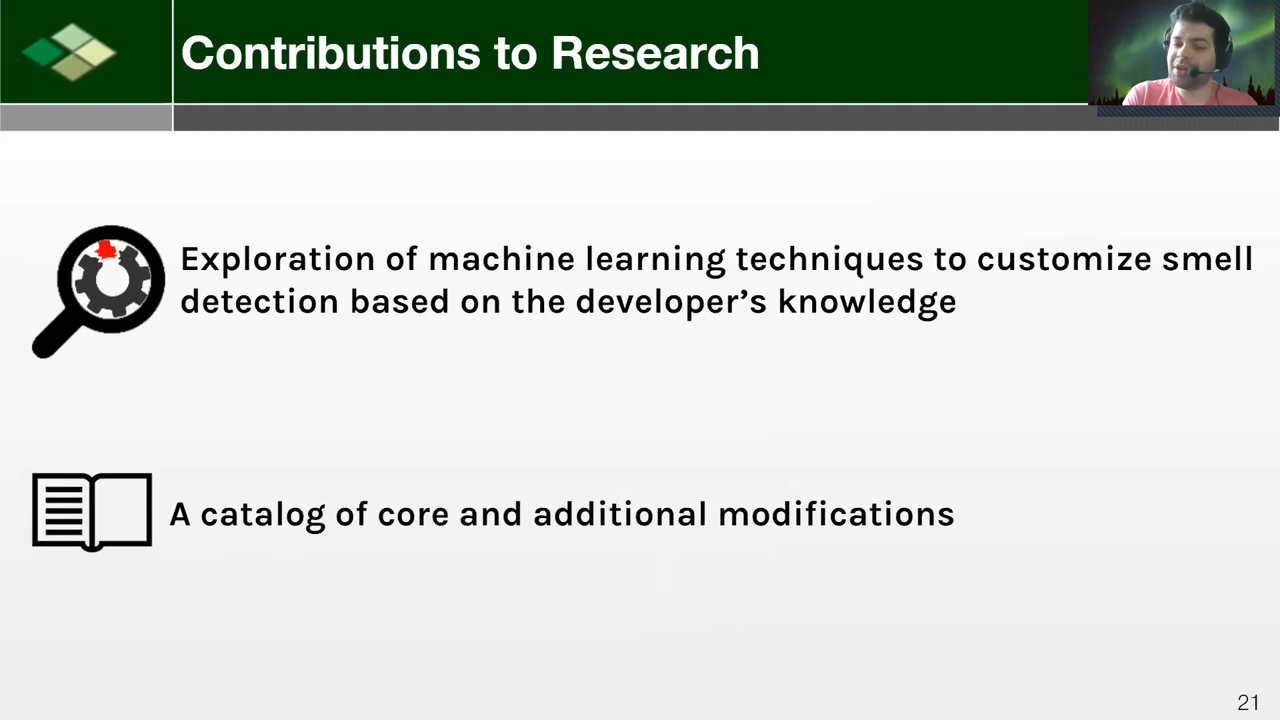 Contributions to Research
Exploration of machine learning techniques to customize smell
detection based on the developer’s knowledge
A catalog of core and additional modifications
21